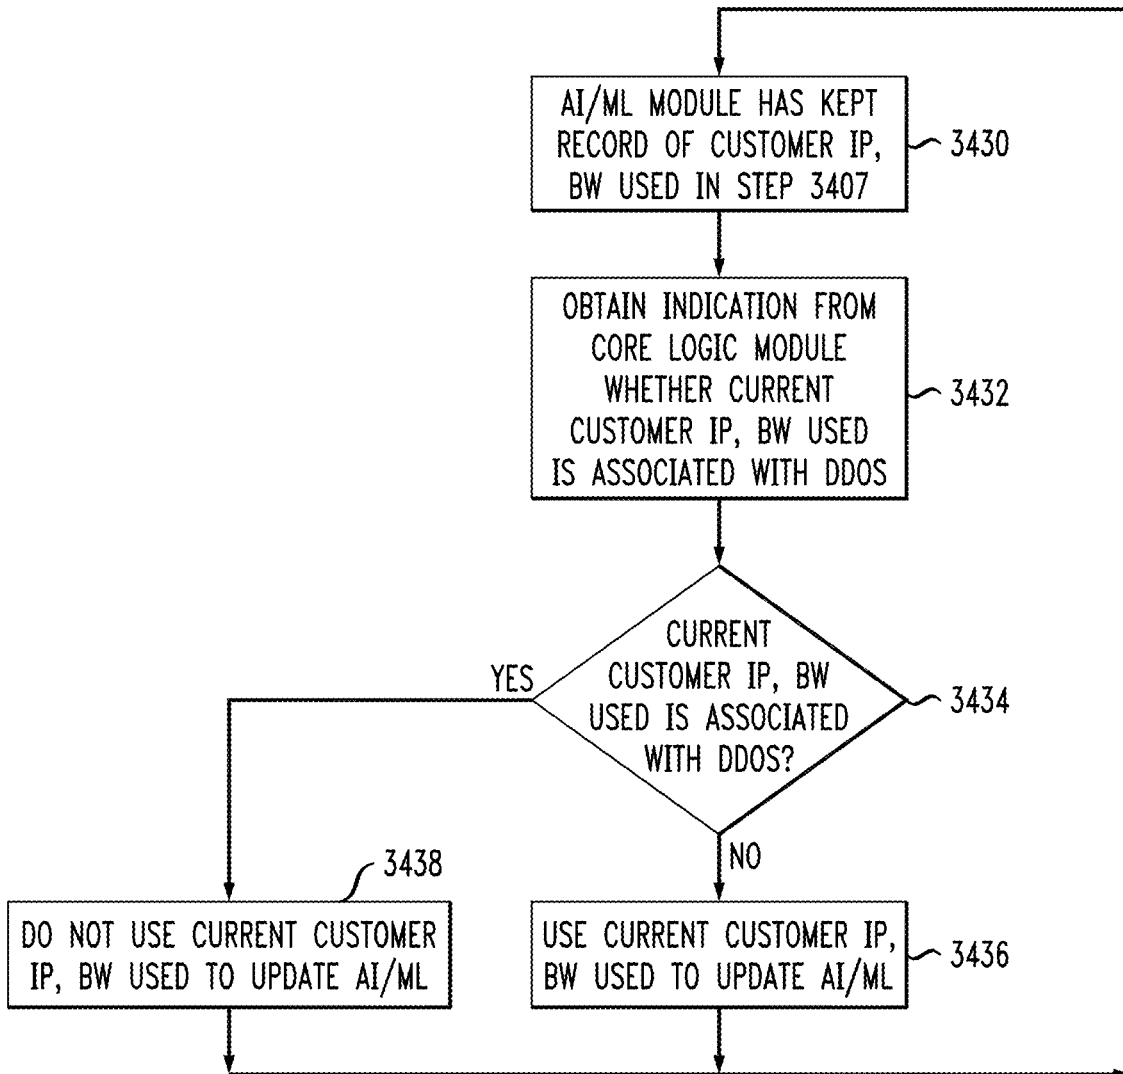 AI/ML MODULE HAS KEPT
RECORD OF CUSTOMER IP,
BW USED IN STEP 3407
3430
OBTAIN INDICATION FROM
CORE LOGIC MODULE
WHETHER CURRENT
CUSTOMER IP, BW USED
IS ASSOCIATED WITH DDOS
3432
CURRENT
CUSTOMER IP, BW
USED IS ASSOCIATED
WITH DDOS?
3434
YES
NO
3438
DO NOT USE CURRENT CUSTOMER
IP, BW USED TO UPDATE AI/ML
USE CURRENT CUSTOMER IP,
BW USED TO UPDATE AI/ML
3436